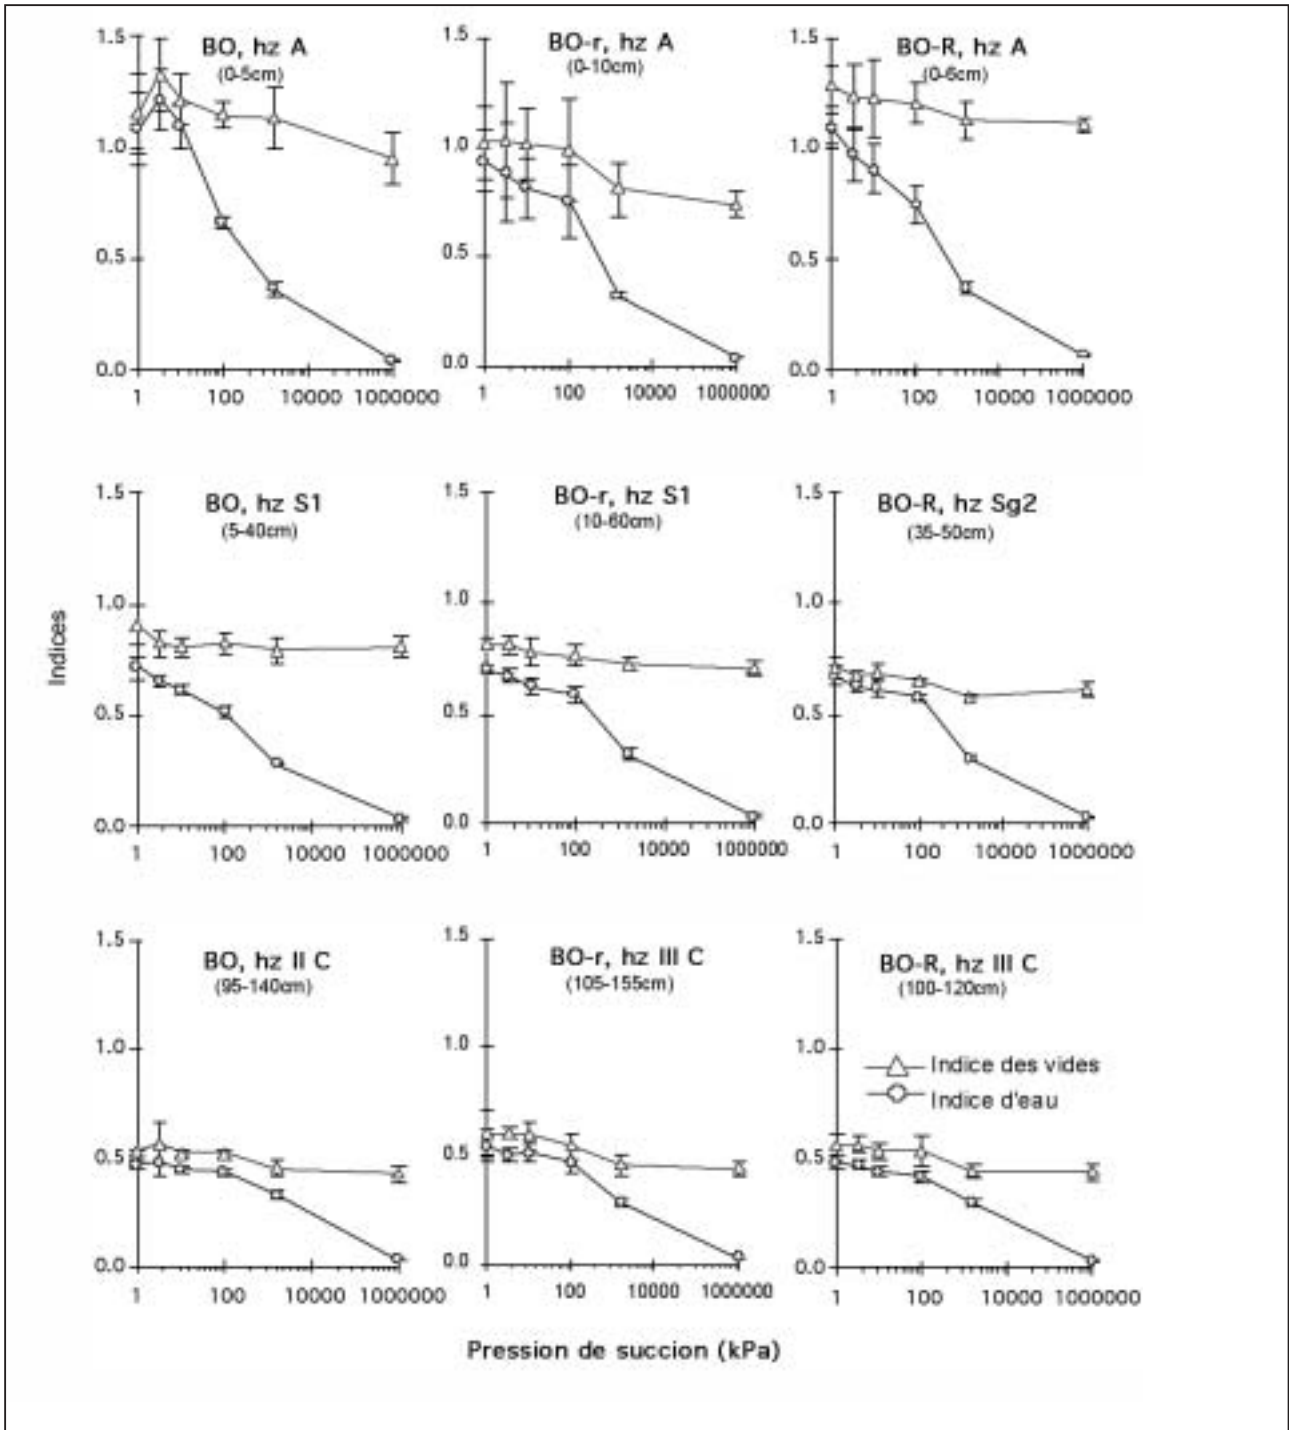 BO, hz A
(0-5cm)
1.5
1.0
0.5
0.0
1 100 10000 1000000
BO-r, hz A
(0-10cm)
1.5
1.0
0.5
0.0
1 100 10000 1000000
BO-R, hz A
(0-6cm)
1.5
1.0
0.5
0.0
1 100 10000 1000000
Indices
BO, hz S1
(5-40cm)
1.5
1.0
0.5
0.0
1 100 10000 1000000
BO-r, hz S1
(10-60cm)
1.5
1.0
0.5
0.0
1 100 10000 1000000
BO-R, hz Sg2
(35-50cm)
1.5
1.0
0.5
0.0
1 100 10000 1000000
BO, hz II C
(95-140cm)
1.5
1.0
0.5
0.0
1 100 10000 1000000
BO-r, hz III C
(105-155cm)
1.5
1.0
0.5
0.0
1 100 10000 1000000
BO-R, hz III C
(100-120cm)
1.5
1.0
0.5
0.0
Indice des vides
Indice d'eau
1 100 10000 1000000
Pression de succion (kPa)